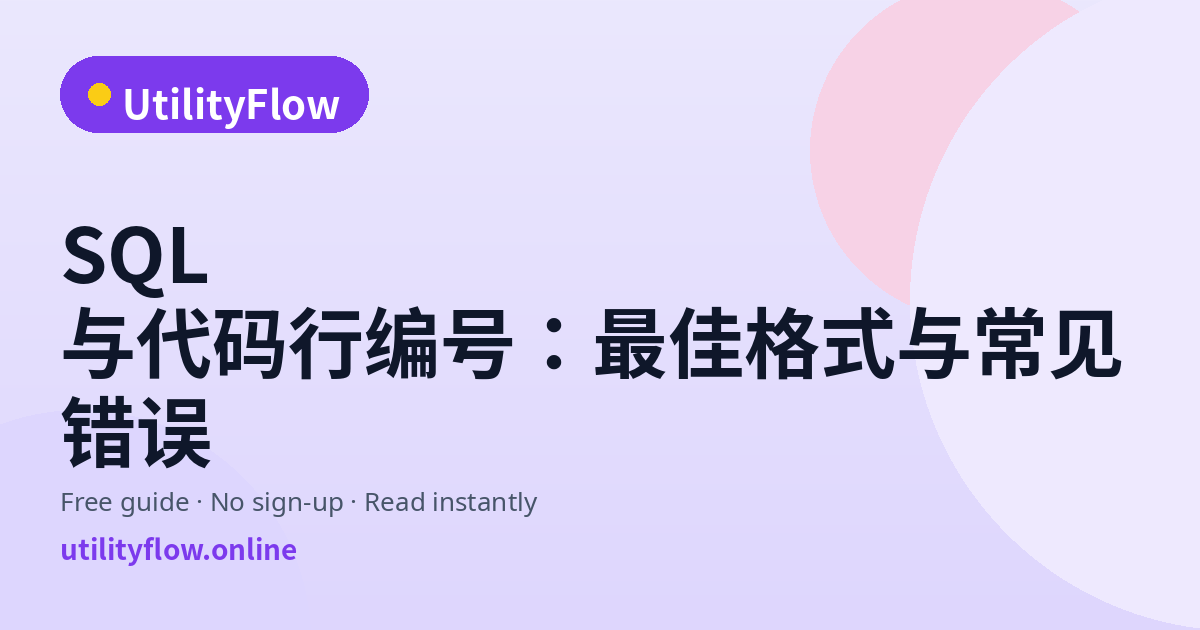 UtilityFlow
SQL
与代码行编号：最佳格式与常见
错误
Free guide · No sign-up · Read instantly
utilityflow.online